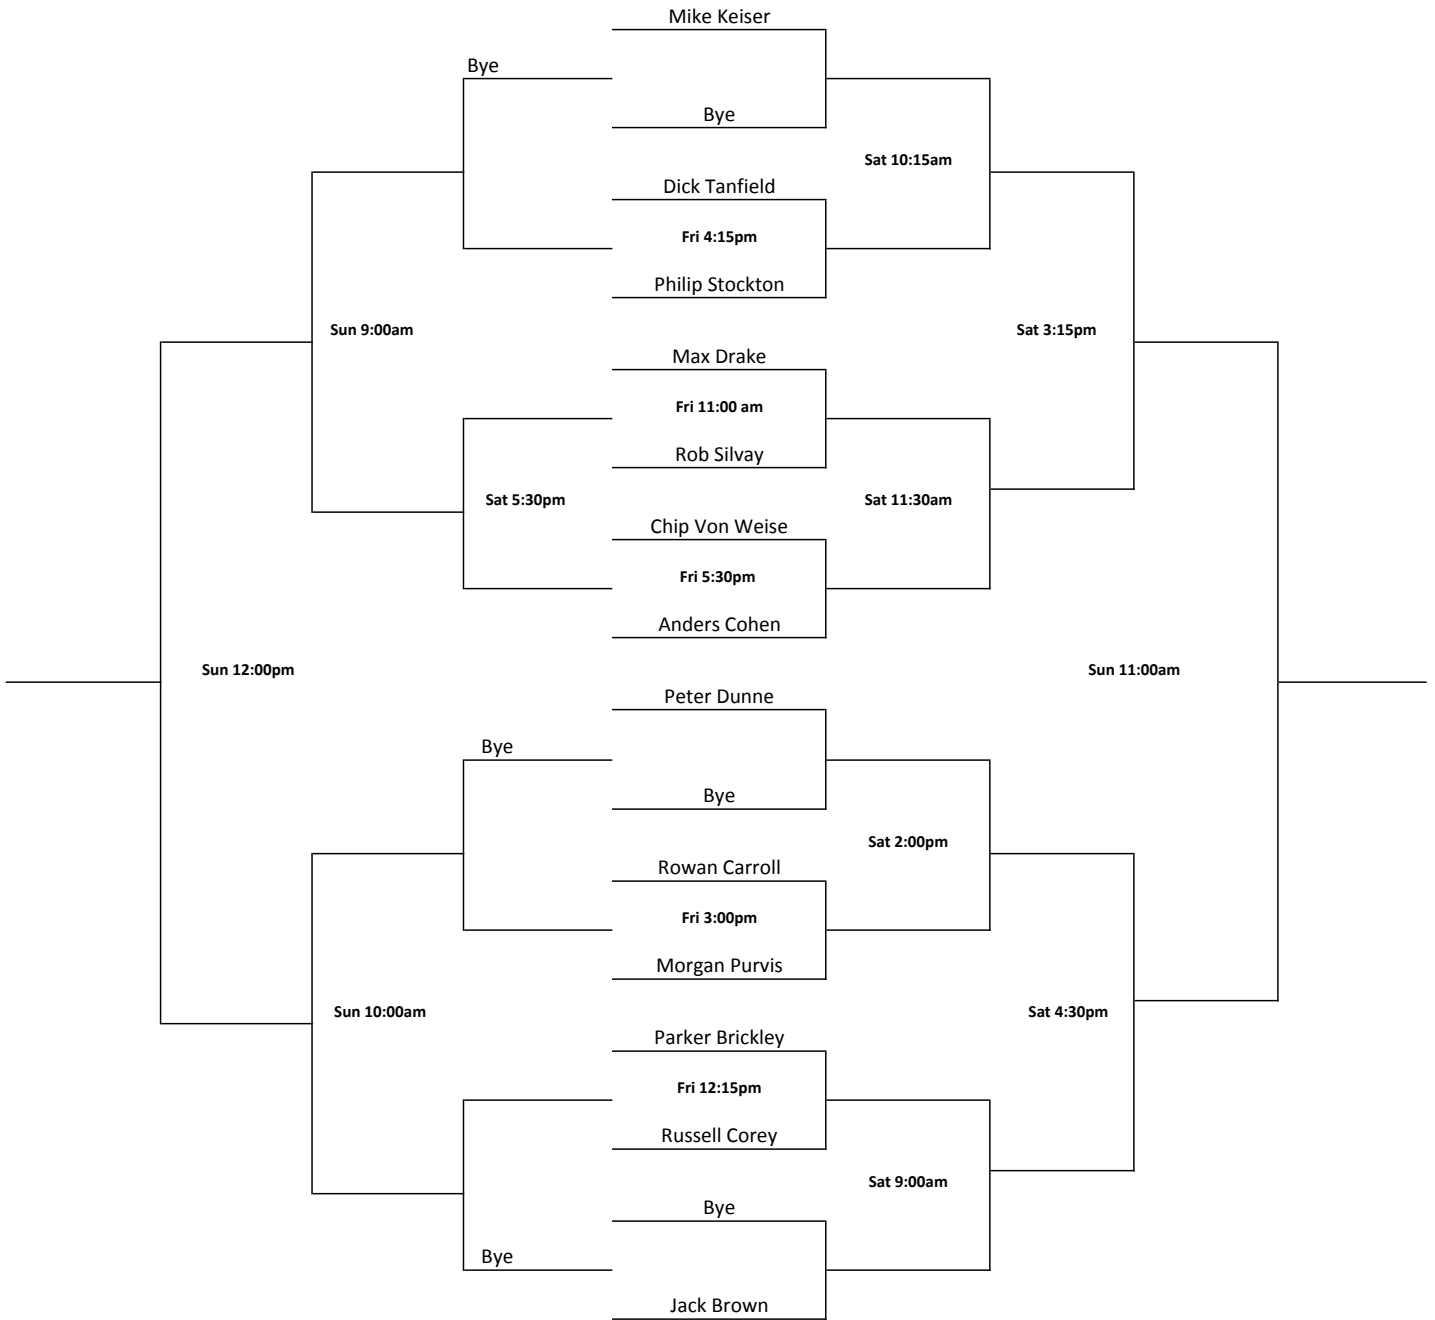 Mike Keiser
Bye
Bye
Sat 10:15am
Dick Tanfield
Fri 4:15pm
Philip Stockton
Sun 9:00am
Sat 3:15pm
Max Drake
Fri 11:00 am
Rob Silvay
Sat 5:30pm
Sat 11:30am
Chip Von Weise
Fri 5:30pm
Anders Cohen
Sun 12:00pm
Sun 11:00am
Peter Dunne
Bye
Bye
Sat 2:00pm
Rowan Carroll
Fri 3:00pm
Morgan Purvis
Sun 10:00am
Sat 4:30pm
Parker Brickley
Fri 12:15pm
Russell Corey
Sat 9:00am
Bye
Bye
Jack Brown